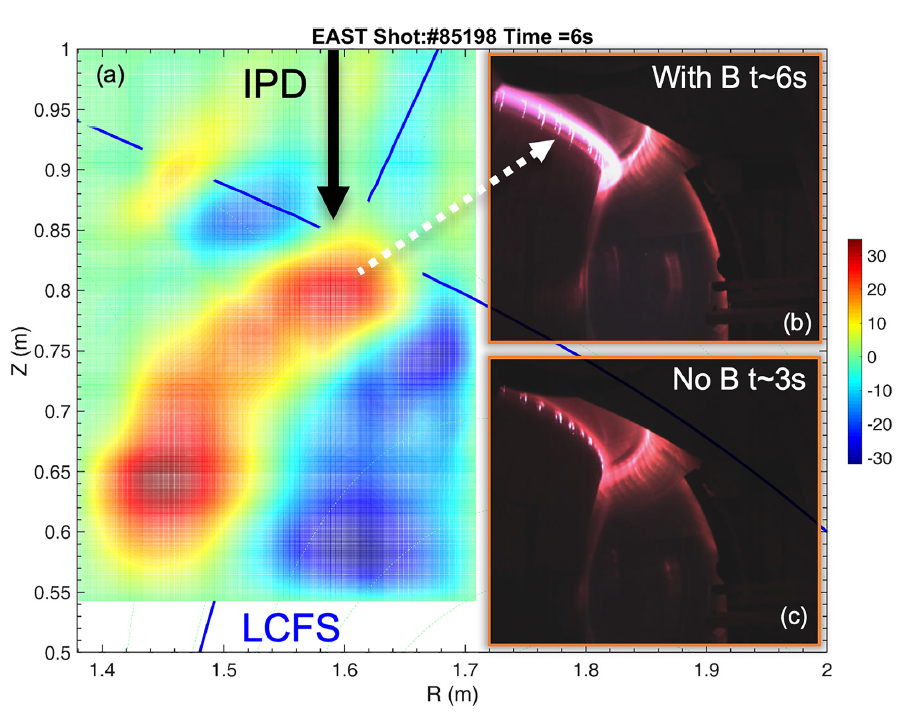 EAST Shot:#85198 Time =6s
(a)
IPD
With B t~6s
(b)
No B t~3s
(c)
LCFS
Z (m)
1
0.95
0.9
0.85
0.8
0.75
0.7
0.65
0.6
0.55
0.5
1.4
1.5
1.6
1.7
1.8
1.9
2
R (m)
30
20
10
0
-10
-20
-30